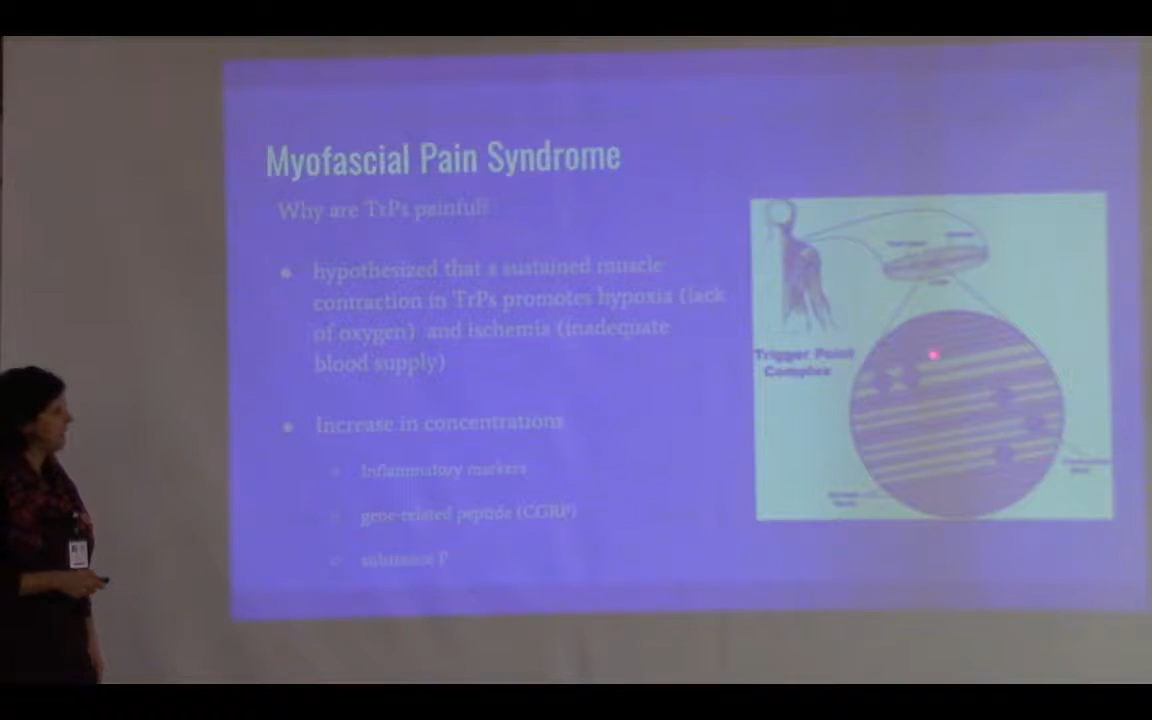 Myofascial Pain Syndrome
Why are TrPs painful?
hypothesized that a sustained muscle
contraction in TrPs promotes hypoxia (lack
of oxygen) and ischemia (inadequate
blood supply)
Increase in concentrations
Inflammatory markers
gene-related peptide (CGRP)
substance P
Trigger Point
Complex